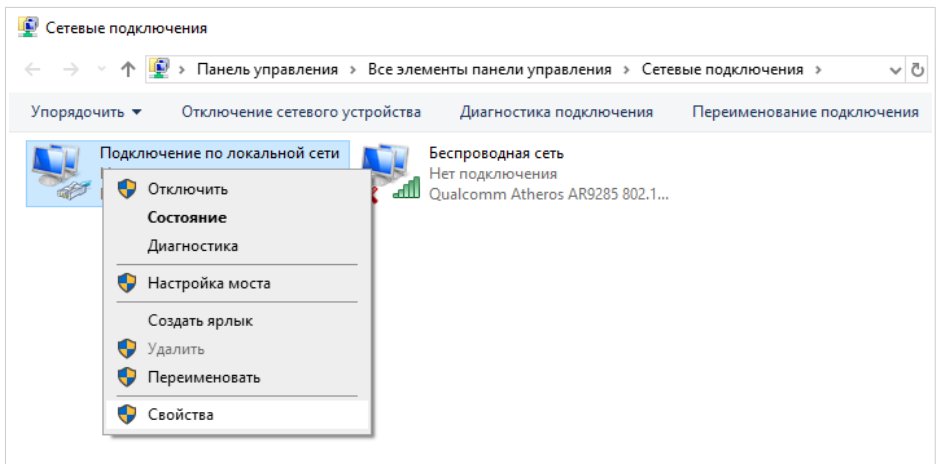 Сетевые подключения
Панель управления › Все элементы панели управления › Сетевые подключения ›
Упорядочить Отключение сетевого устройства Диагностика подключения Переименование подключения
Подключение по локальной сети
Беспроводная сеть
Нет подключения
Qualcomm Atheros AR9285 802.1...
Отключить
Состояние
Диагностика
Настройка моста
Создать ярлык
Удалить
Переименовать
Свойства